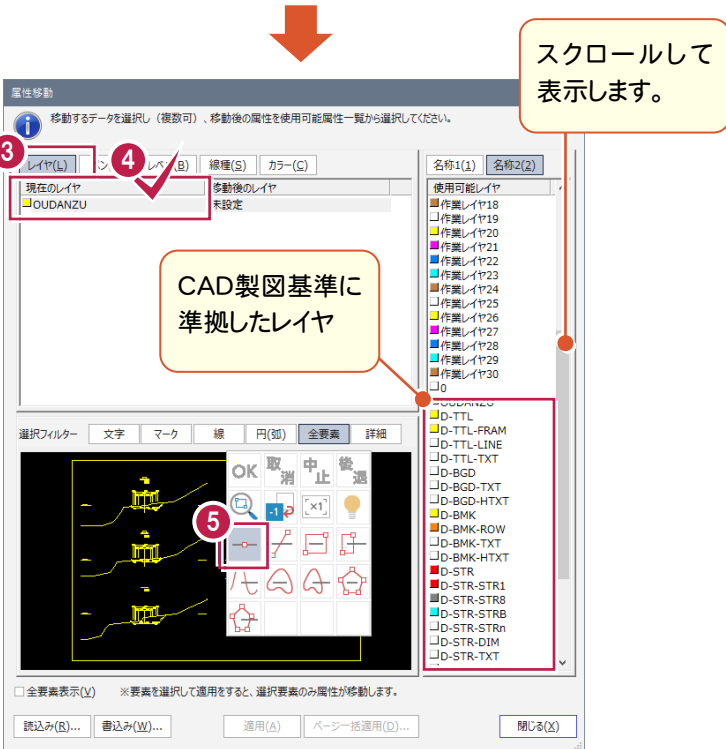 スクロールして
表示します。
属性移動
移動するデータを選択し（複数可）、移動後の属性を使用可能属性一覧から選択してください。
3
レイヤ(L)
4
(B)
線種(S)
カラー(C)
名称1(1)
名称2(2)
現在のレイヤ
移動後のレイヤ
OUDANZU
未設定
使用可能レイヤ
作業レイヤ18
作業レイヤ19
作業レイヤ20
作業レイヤ21
作業レイヤ22
作業レイヤ23
作業レイヤ24
作業レイヤ25
作業レイヤ26
作業レイヤ27
作業レイヤ28
作業レイヤ29
作業レイヤ30
0
OUDANZU
D-TTL
D-TTL-FRAM
D-TTL-LINE
D-TTL-TXT
D-BGD
D-BGD-TXT
D-BGD-HTXT
D-BMK
D-BMK-ROW
D-BMK-TXT
D-BMK-HTXT
D-STR
D-STR-STR1
D-STR-STR8
D-STR-STRB
D-STR-STRn
D-STR-DIM
D-STR-TXT
CAD製図基準に
準拠したレイヤ
選択フィルター
文字
マーク
線
円(弧)
全要素
詳細
OK
取消
中止
後退
-1
[×1]
5
全要素表示(V)
※要素を選択して適用をすると、選択要素のみ属性が移動します。
読込み(R)...
書込み(W)...
適用(A)
ページ一括適用(D)...
閉じる(X)